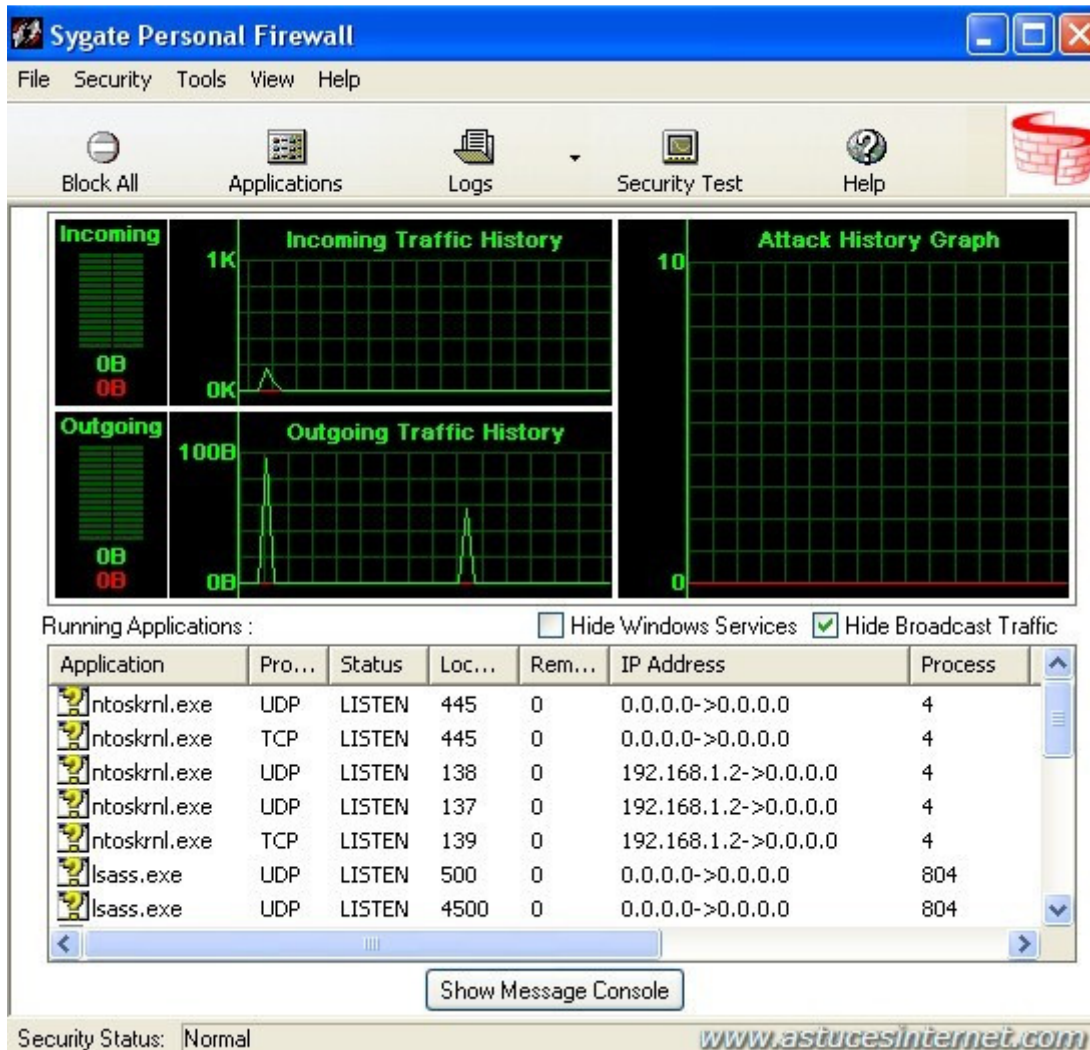 Sygate Personal Firewall
File Security Tools View Help
Block All Applications Logs Security Test Help
Incoming
0B
0B
Incoming Traffic History
1K
0K
Outgoing
0B
0B
Outgoing Traffic History
100B
0B
Attack History Graph
10
0
Running Applications : Hide Windows Services Hide Broadcast Traffic
Application Pro... Status Loc... Rem... IP Address Process
ntoskrnl.exe UDP LISTEN 445 0 0.0.0.0->0.0.0.0 4
ntoskrnl.exe TCP LISTEN 445 0 0.0.0.0->0.0.0.0 4
ntoskrnl.exe UDP LISTEN 138 0 192.168.1.2->0.0.0.0 4
ntoskrnl.exe UDP LISTEN 137 0 192.168.1.2->0.0.0.0 4
ntoskrnl.exe TCP LISTEN 139 0 192.168.1.2->0.0.0.0 4
lsass.exe UDP LISTEN 500 0 0.0.0.0->0.0.0.0 804
lsass.exe UDP LISTEN 4500 0 0.0.0.0->0.0.0.0 804
Show Message Console
Security Status: Normal
www.astucesinternet.com